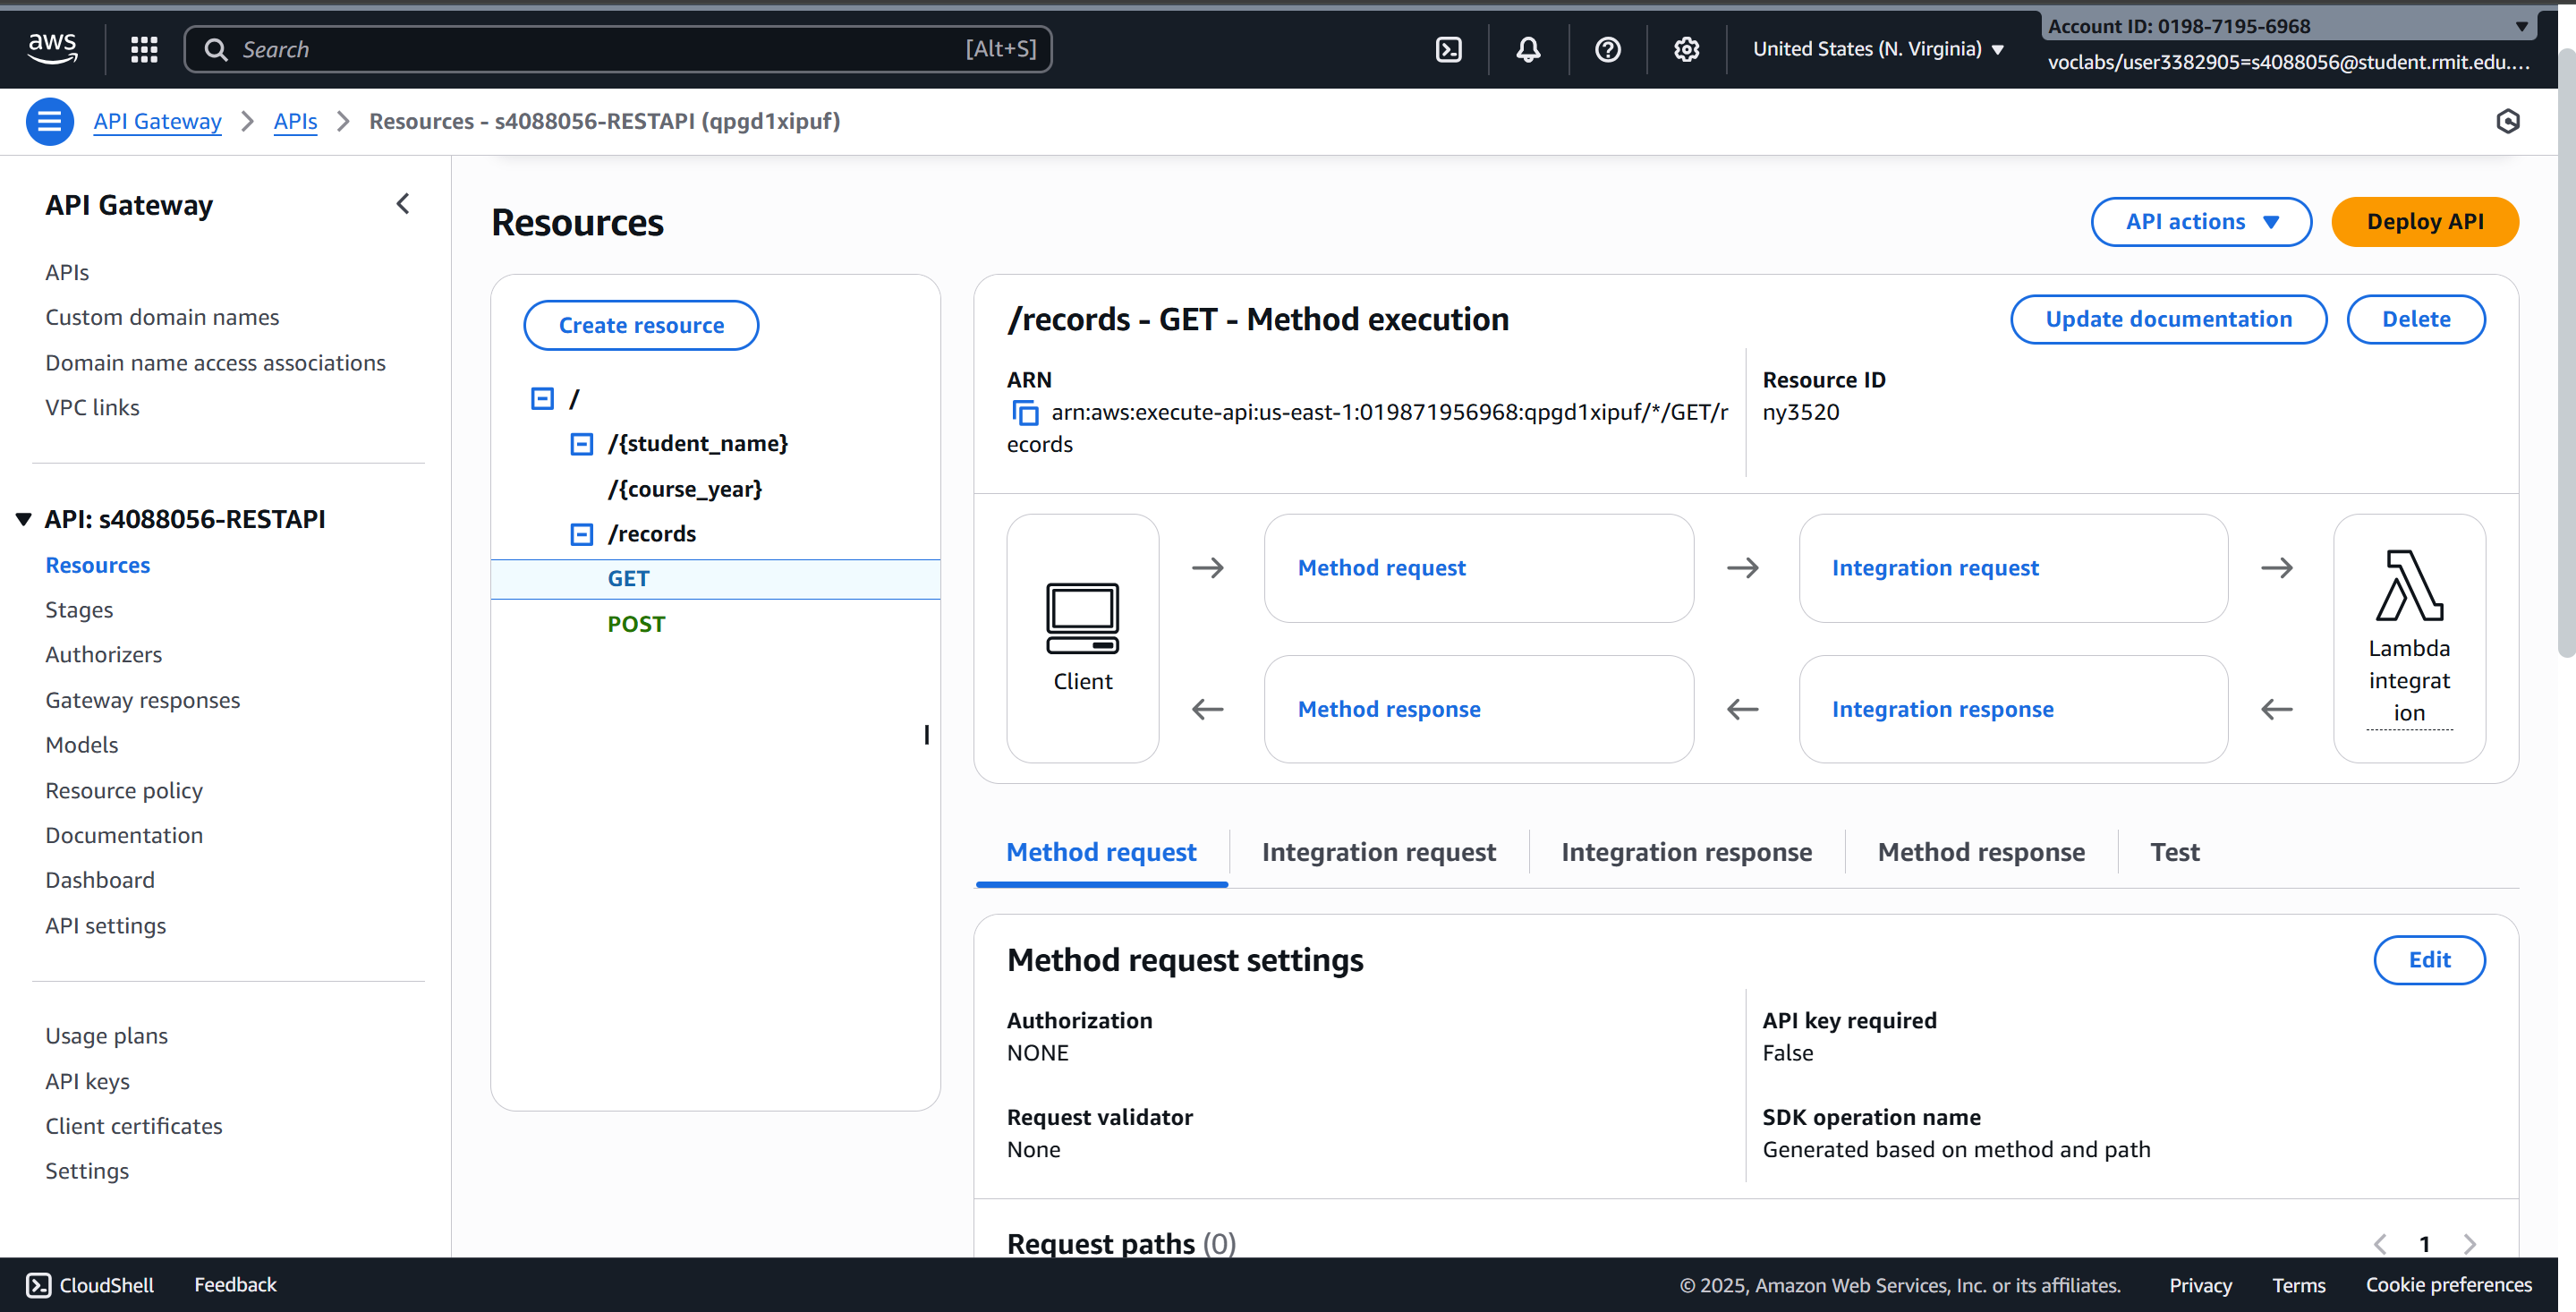 aws
Search
[Alt+S]
United States (N. Virginia)
Account ID: 0198-7195-6968
voclabs/user3382905=s4088056@student.rmit.edu....
API Gateway
APIs
Resources - s4088056-RESTAPI (qpgd1xipuf)
API Gateway
APIs
Custom domain names
Domain name access associations
VPC links
API: s4088056-RESTAPI
Resources
Stages
Authorizers
Gateway responses
Models
Resource policy
Documentation
Dashboard
API settings
Usage plans
API keys
Client certificates
Settings
Resources
API actions
Deploy API
Create resource
/
/{student_name}
/{course_year}
/records
GET
POST
/records - GET - Method execution
Update documentation
Delete
ARN
arn:aws:execute-api:us-east-1:019871956968:qpgd1xipuf/*/GET/r
ecords
Resource ID
ny3520
Client
Method request
Integration request
Method response
Integration response
Lambda
integrat
ion
Method request
Integration request
Integration response
Method response
Test
Method request settings
Edit
Authorization
NONE
API key required
False
Request validator
None
SDK operation name
Generated based on method and path
Request paths (0)
1
CloudShell
Feedback
© 2025, Amazon Web Services, Inc. or its affiliates.
Privacy
Terms
Cookie preferences